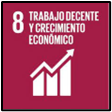 8 TRABAJO DECENTE
Y CRECIMIENTO
ECONÓMICO